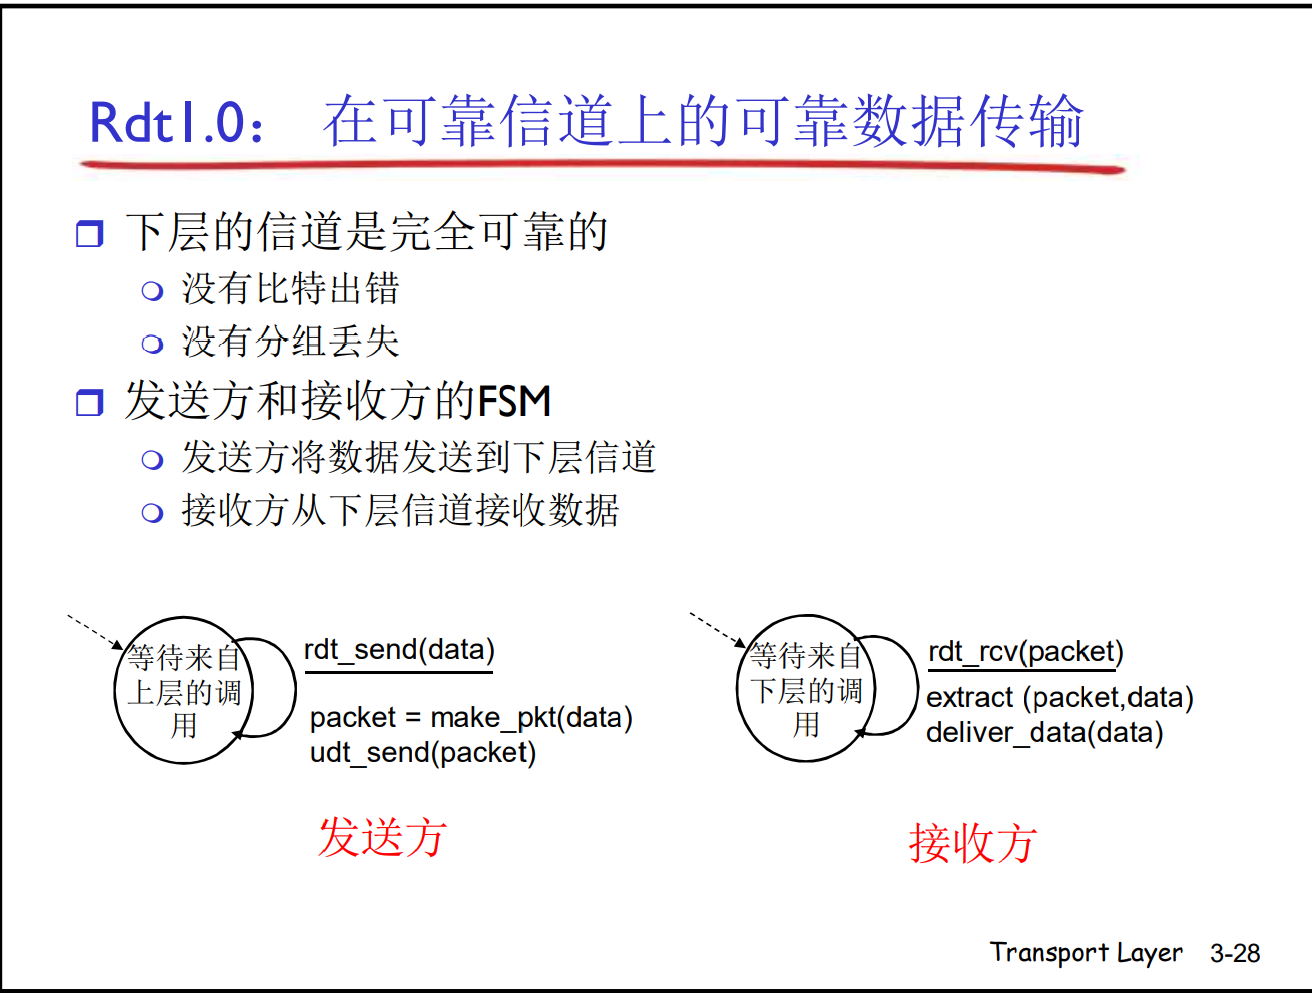 Rdt1.0： 在可靠信道上的可靠数据传输
下层的信道是完全可靠的
没有比特出错
没有分组丢失
发送方和接收方的FSM
发送方将数据发送到下层信道
接收方从下层信道接收数据
等待来自
上层的调
用
rdt_send(data)
packet = make_pkt(data)
udt_send(packet)
发送方
等待来自
下层的调
用
rdt_rcv(packet)
extract (packet,data)
deliver_data(data)
接收方
Transport Layer 3-28